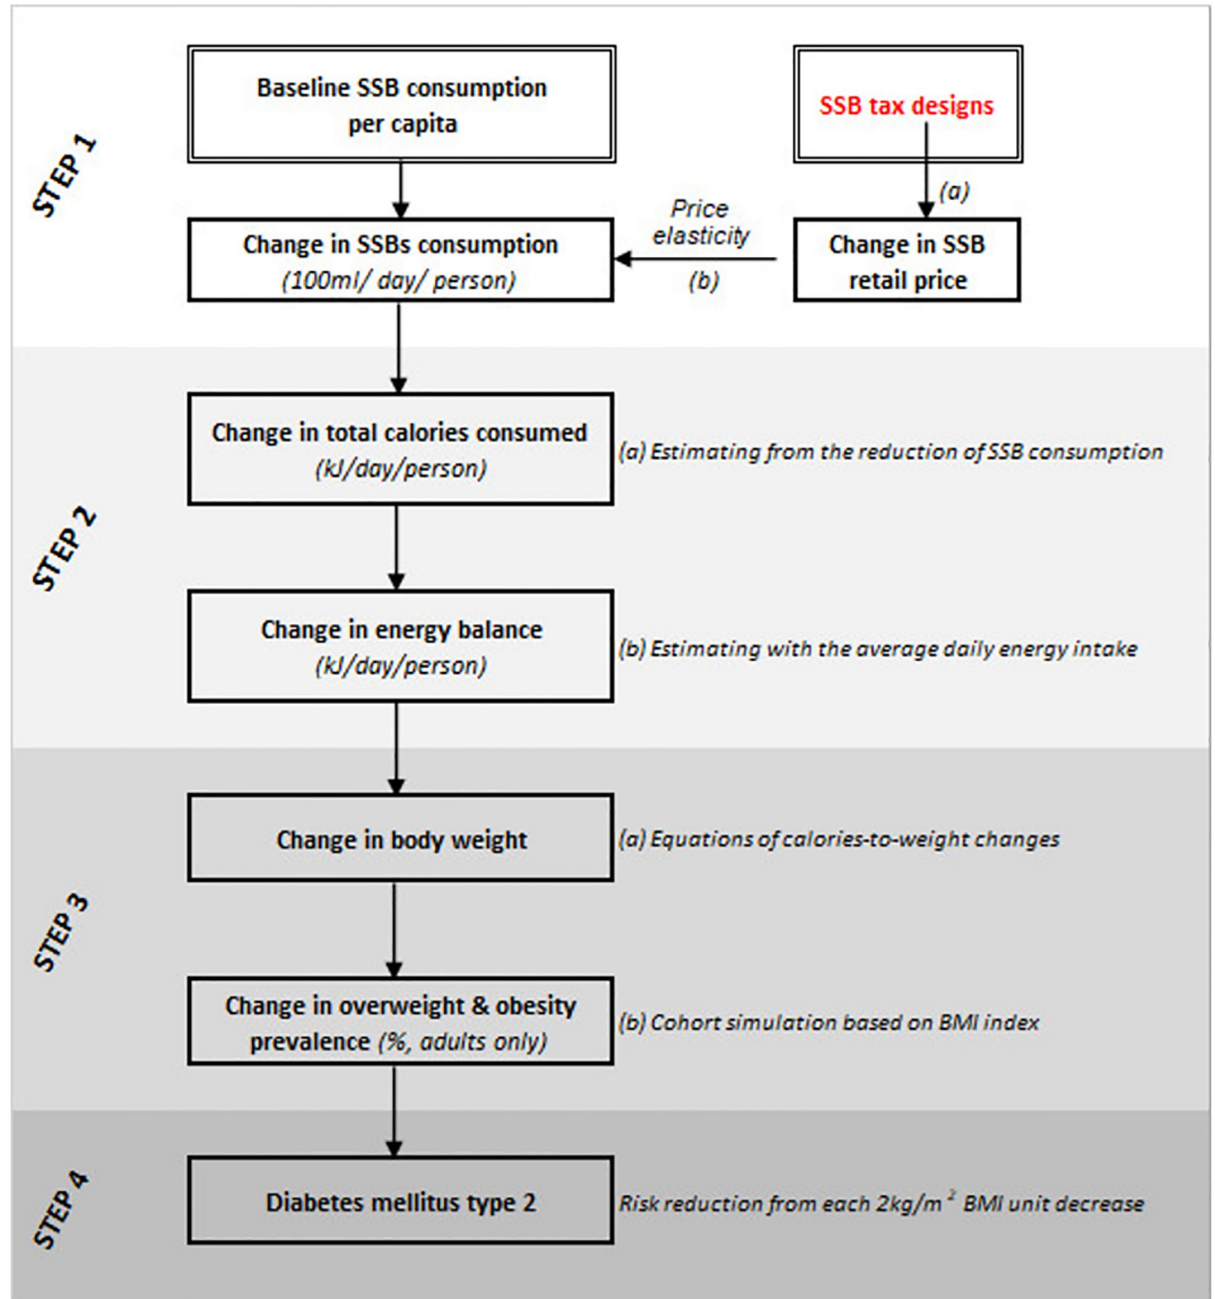 STEP 1
Baseline SSB consumption
per capita
SSB tax designs
(a)
Change in SSBs consumption
(100ml/ day/ person)
Price
elasticity
(b)
Change in SSB
retail price
STEP 2
Change in total calories consumed
(kJ/day/person)
(a) Estimating from the reduction of SSB consumption
Change in energy balance
(kJ/day/person)
(b) Estimating with the average daily energy intake
STEP 3
Change in body weight
(a) Equations of calories-to-weight changes
Change in overweight & obesity
prevalence (%, adults only)
(b) Cohort simulation based on BMI index
STEP 4
Diabetes mellitus type 2
Risk reduction from each 2kg/m² BMI unit decrease